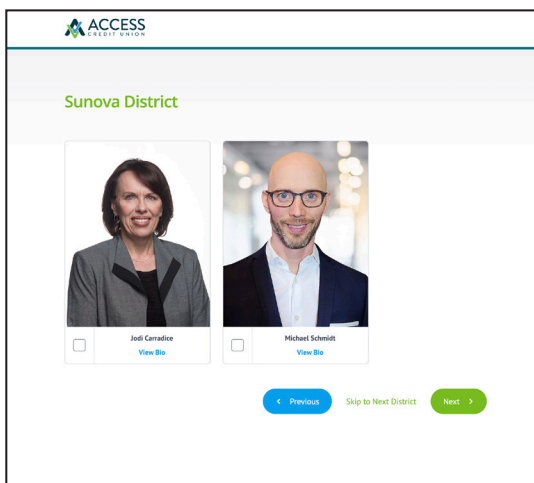 ACCESS
CREDIT UNION
Sunova District
Jodi Carradice
View Bio
Michael Schmidt
View Bio
Previous
Skip to Next District
Next